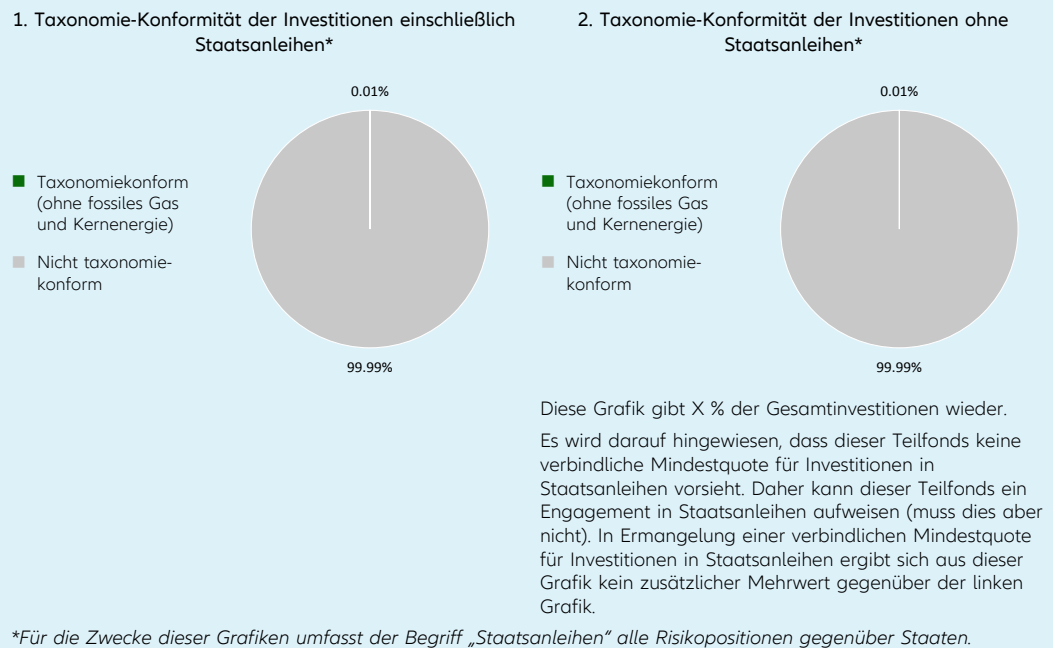 1. Taxonomie-Konformität der Investitionen einschließlich
Staatsanleihen*
0.01%
Taxonomiekonform
(ohne fossiles Gas
und Kernenergie)
Nicht taxonomie-
konform
99.99%
2. Taxonomie-Konformität der Investitionen ohne
Staatsanleihen*
0.01%
Taxonomiekonform
(ohne fossiles Gas
und Kernenergie)
Nicht taxonomie-
konform
99.99%
Diese Grafik gibt X % der Gesamtinvestitionen wieder.
Es wird darauf hingewiesen, dass dieser Teilfonds keine
verbindliche Mindestquote für Investitionen in
Staatsanleihen vorsieht. Daher kann dieser Teilfonds ein
Engagement in Staatsanleihen aufweisen (muss dies aber
nicht). In Ermangelung einer verbindlichen Mindestquote
für Investitionen in Staatsanleihen ergibt sich aus dieser
Grafik kein zusätzlicher Mehrwert gegenüber der linken
Grafik.
*Für die Zwecke dieser Grafiken umfasst der Begriff „Staatsanleihen“ alle Risikopositionen gegenüber Staaten.